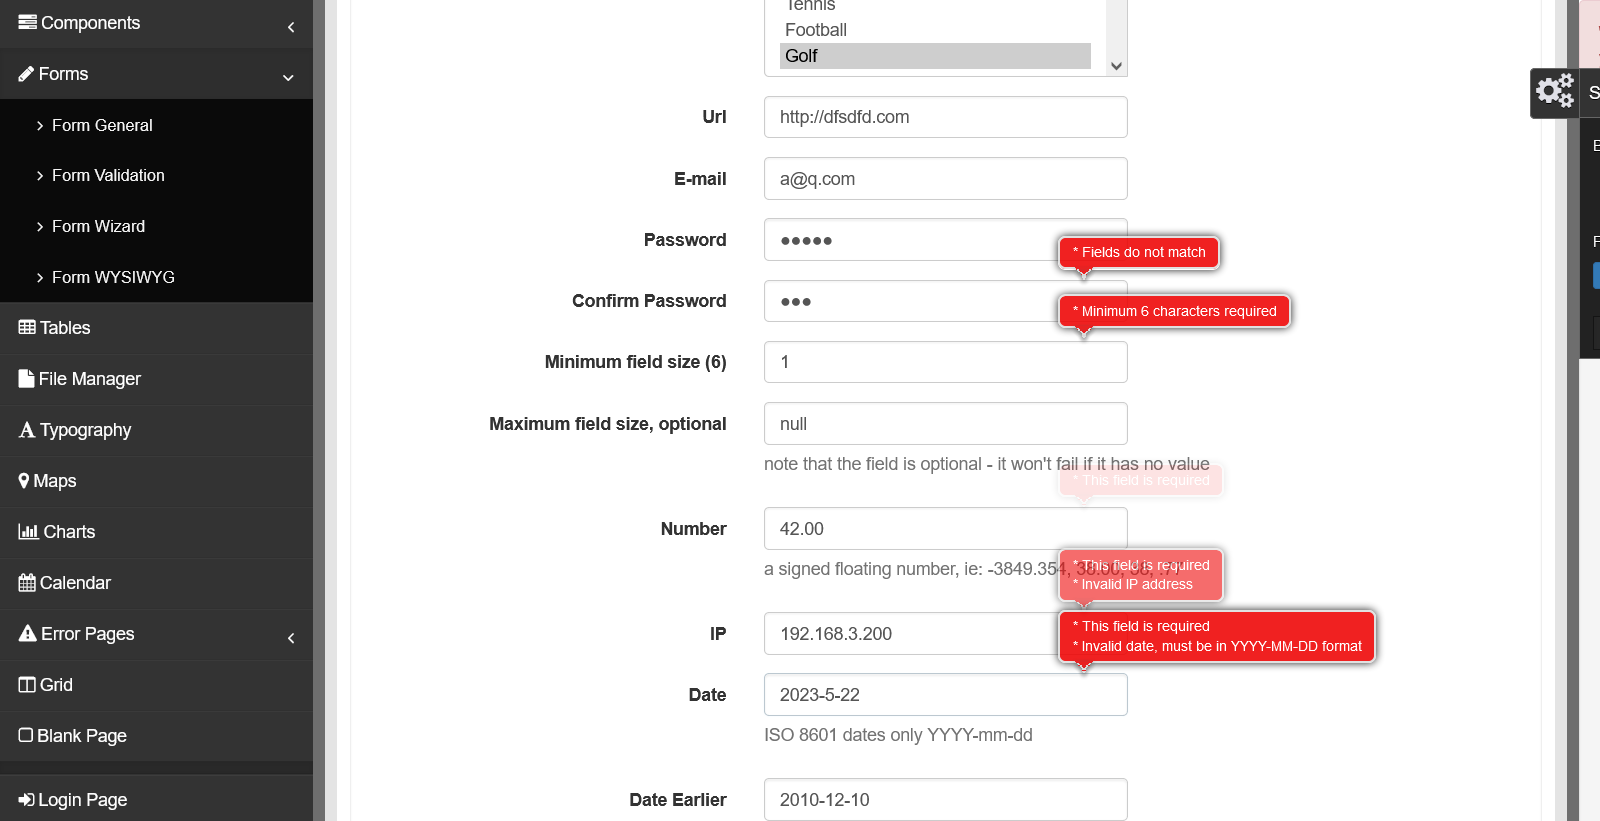 Components
Forms
Form General
Form Validation
Form Wizard
Form WYSIWYG
Tables
File Manager
Typography
Maps
Charts
Calendar
Error Pages
Grid
Blank Page
Login Page
Tennis
Football
Golf
Url
http://dfsdfd.com
E-mail
a@q.com
Password
●●●●●
* Fields do not match
Confirm Password
●●●
* Minimum 6 characters required
Minimum field size (6)
1
Maximum field size, optional
null
note that the field is optional - it won't fail if it has no value
* This field is required
Number
42.00
a signed floating number, ie: -3849.354, 38.00, 38, .77
* This field is required
* Invalid IP address
IP
192.168.3.200
* This field is required
* Invalid date, must be in YYYY-MM-DD format
Date
2023-5-22
ISO 8601 dates only YYYY-mm-dd
Date Earlier
2010-12-10